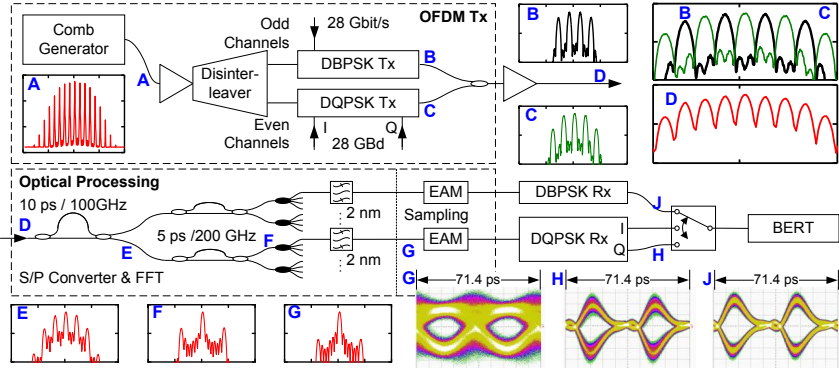 Comb
Generator
A
A
Disinter-
leaver
Odd
Channels
28 Gbit/s
OFDM Tx
DBPSK Tx
B
DQPSK Tx
C
Even
Channels
I
Q
28 GBd
D
B
C
B
C
D
Optical Processing
10 ps / 100GHz
D
E
5 ps /200 GHz
F
S/P Converter & FFT
2 nm
2 nm
Sampling
EAM
EAM
G
DBPSK Rx
DQPSK Rx
J
I
Q
H
BERT
E
F
G
G
71.4 ps
H
71.4 ps
J
71.4 ps